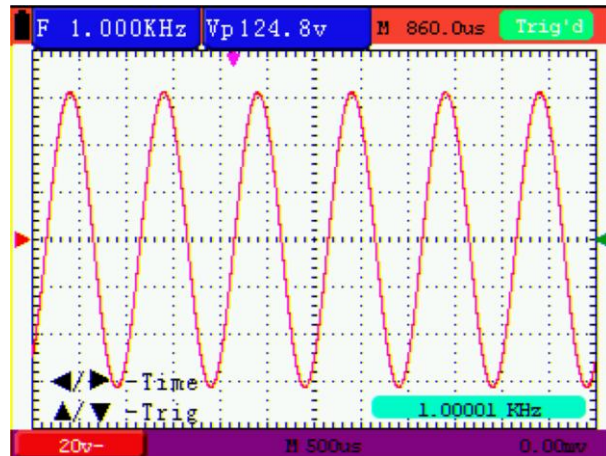 F 1.000KHz Vp124.8v M 860.0us Trig'd
◀/▶ -Time
▲/▼ -Trig
1.00001 KHz
20v~ M 500us 0.00mv